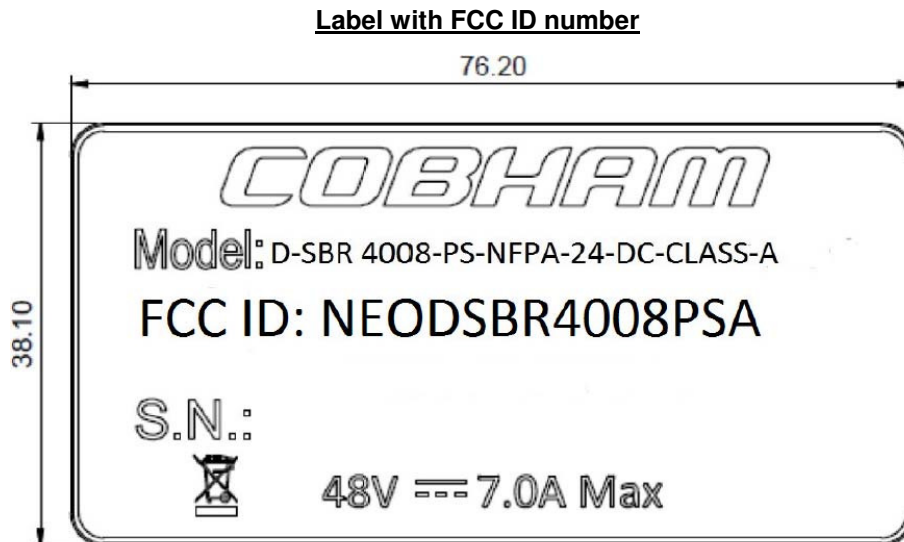 Label with FCC ID number
76.20
38.10
COBHAM
Model: D-SBR 4008-PS-NFPA-24-DC-CLASS-A
FCC ID: NEODSBR4008PSA
S.N.:
48V ⎓ 7.0A Max